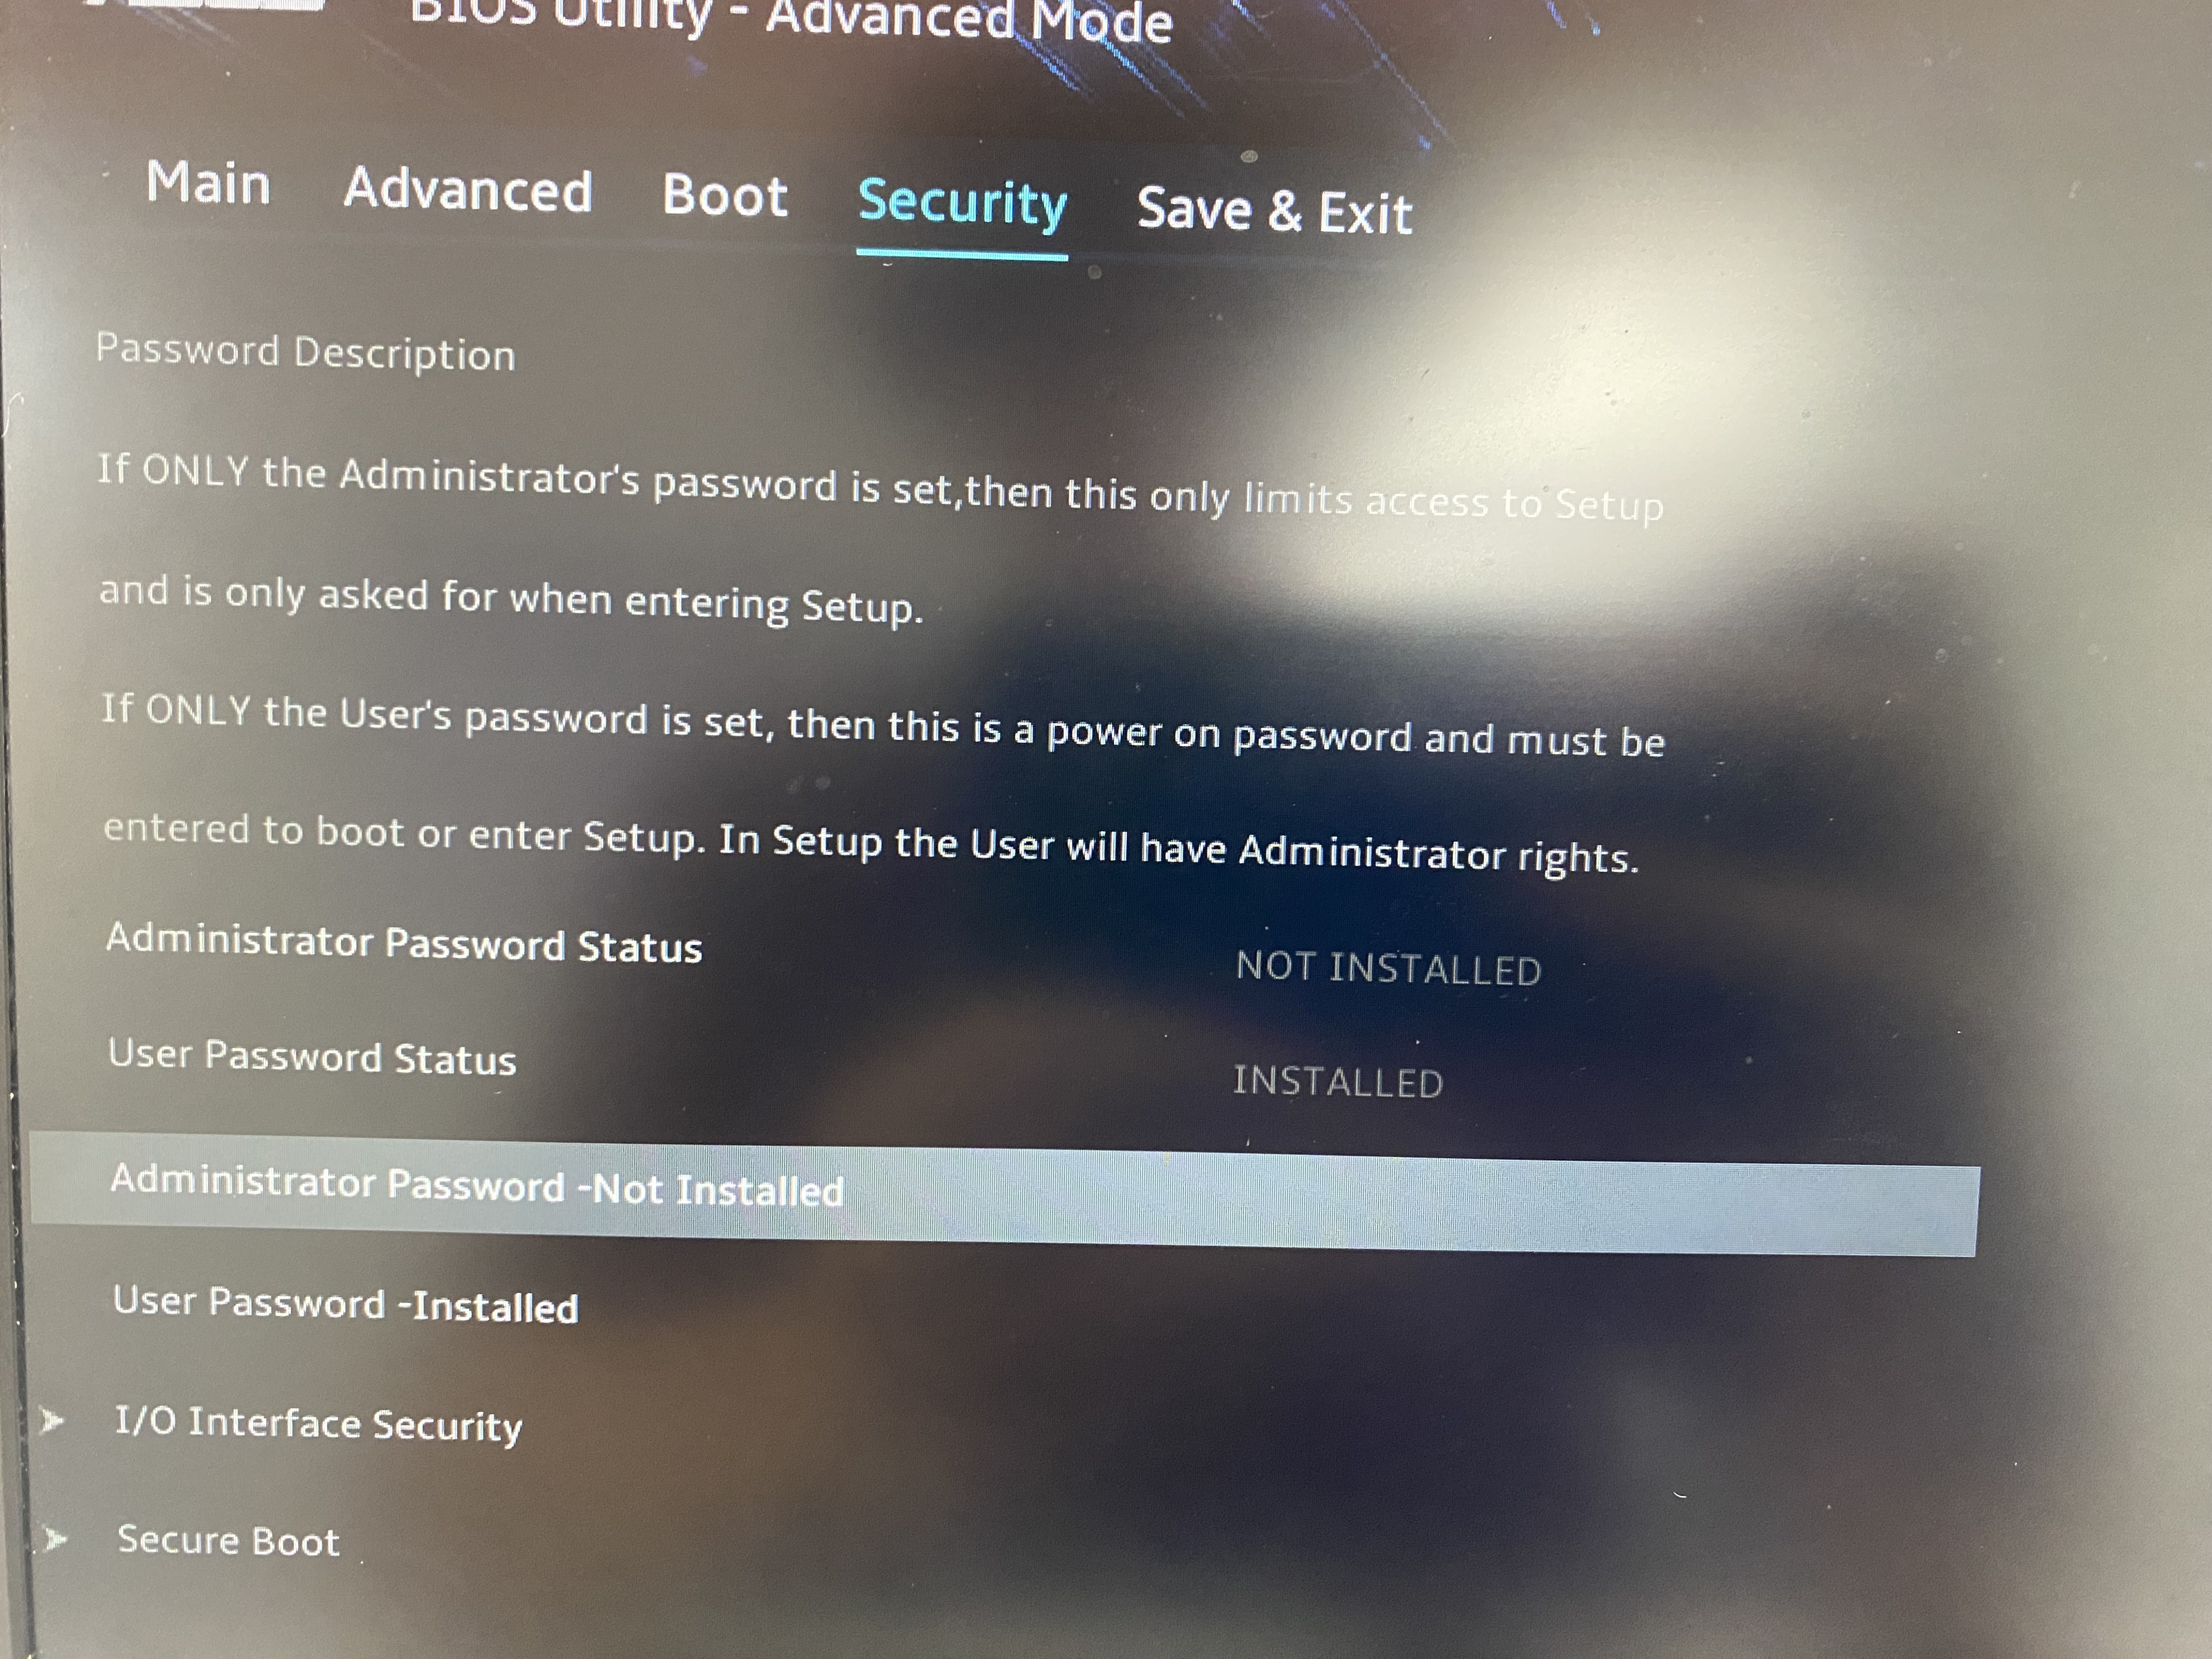 BIOS Utility - Advanced Mode
Main Advanced Boot Security Save & Exit
Password Description
If ONLY the Administrator's password is set,then this only limits access to Setup
and is only asked for when entering Setup.
If ONLY the User's password is set, then this is a power on password and must be
entered to boot or enter Setup. In Setup the User will have Administrator rights.
Administrator Password Status NOT INSTALLED
User Password Status INSTALLED
Administrator Password -Not Installed
User Password -Installed
I/O Interface Security
Secure Boot